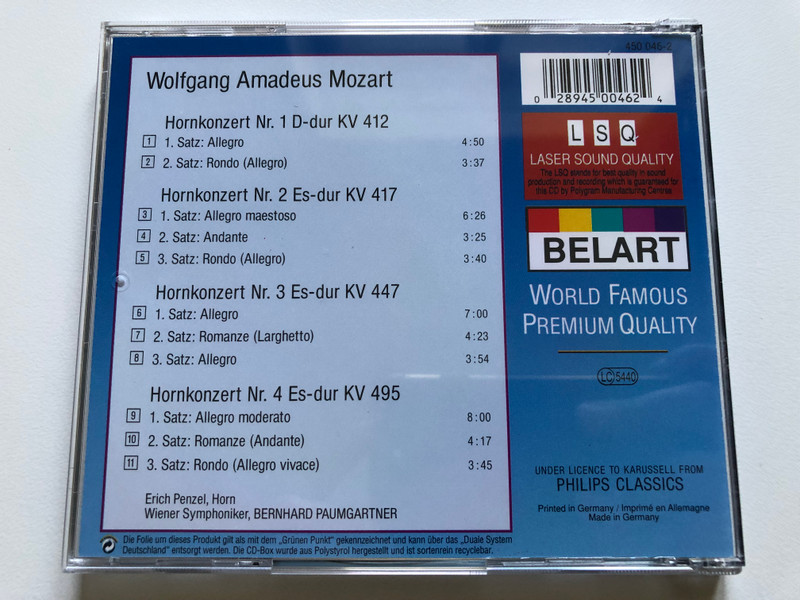 Wolfgang Amadeus Mozart
Hornkonzert Nr. 1 D-dur KV 412
1 1. Satz: Allegro 4:50
2 2. Satz: Rondo (Allegro) 3:37
Hornkonzert Nr. 2 Es-dur KV 417
3 1. Satz: Allegro maestoso 6:26
4 2. Satz: Andante 3:25
5 3. Satz: Rondo (Allegro) 3:40
Hornkonzert Nr. 3 Es-dur KV 447
6 1. Satz: Allegro 7:00
7 2. Satz: Romanze (Larghetto) 4:23
8 3. Satz: Allegro 3:54
Hornkonzert Nr. 4 Es-dur KV 495
9 1. Satz: Allegro moderato 8:00
10 2. Satz: Romanze (Andante) 4:17
11 3. Satz: Rondo (Allegro vivace) 3:45
Erich Penzel, Horn
Wiener Symphoniker, BERNHARD PAUMGARTNER
Die Folie um dieses Produkt gilt als mit dem „Grünen Punkt" gekennzeichnet und kann über das „Duale System
Deutschland" entsorgt werden. Die CD-Box wurde aus Polystyrol hergestellt und ist sortenrein recyclebar.
450 046-2
0 28945 00462 4
LSQ
LASER SOUND QUALITY
The LSQ stands for best quality in sound
production and recording which is guaranteed for
this CD by Polygram Manufacturing Centres
BELART
WORLD FAMOUS
PREMIUM QUALITY
LC 5440
UNDER LICENCE TO KARUSSELL FROM
PHILIPS CLASSICS
Printed in Germany / Imprimé en Allemagne
Made in Germany